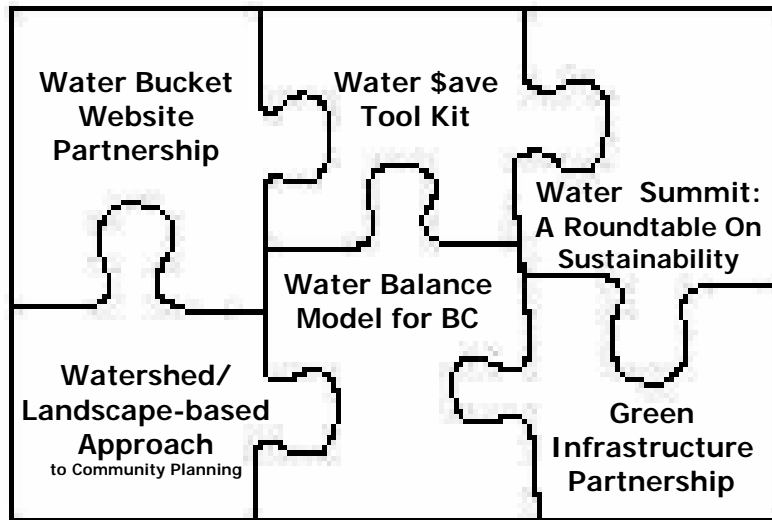 Water Bucket
Website
Partnership
Water $ave
Tool Kit
Water Summit:
A Roundtable On
Sustainability
Watershed/
Landscape-based
Approach
to Community Planning
Water Balance
Model for BC
Green
Infrastructure
Partnership